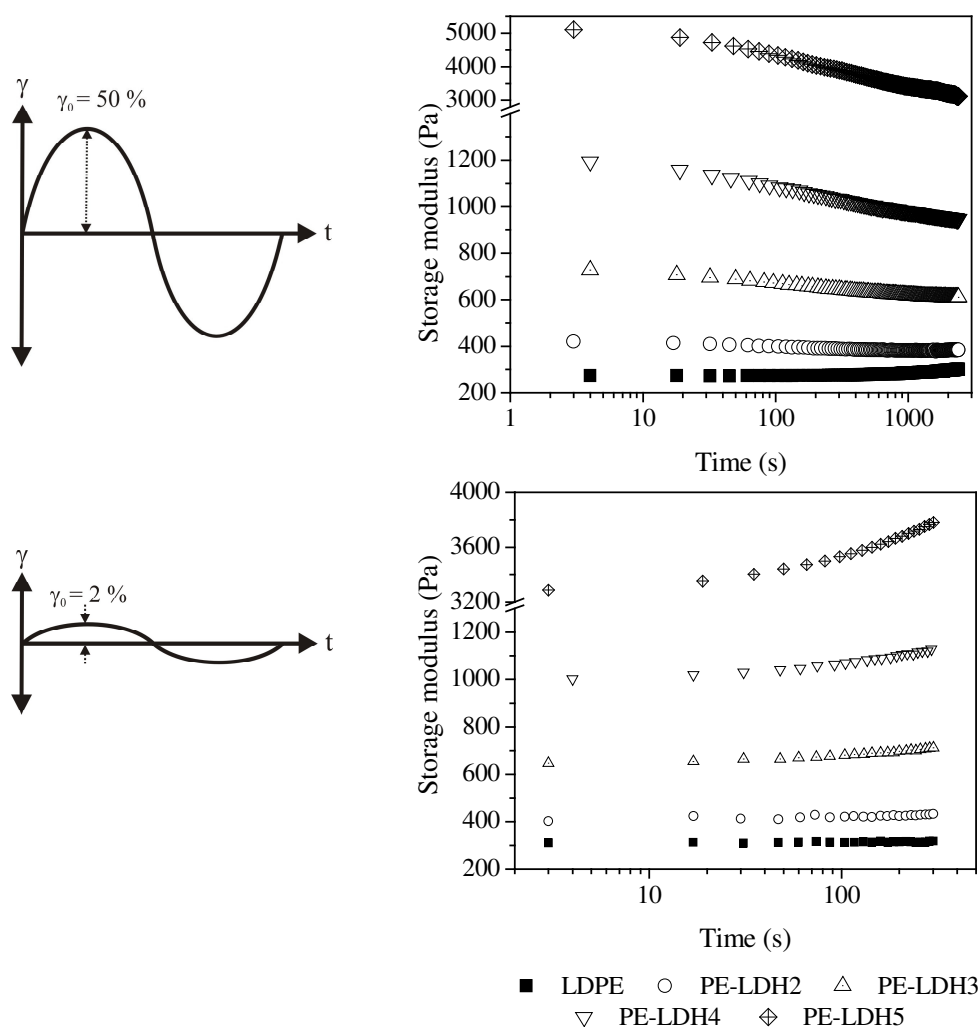 γ
γ₀ = 50 %
t
Storage modulus (Pa)
5000
4000
3000
1200
1000
800
600
400
200
1 10 100 1000
Time (s)
γ
γ₀ = 2 %
t
Storage modulus (Pa)
4000
3600
3200
1200
1000
800
600
400
200
10 100
Time (s)
LDPE PE-LDH2 PE-LDH3
PE-LDH4 PE-LDH5